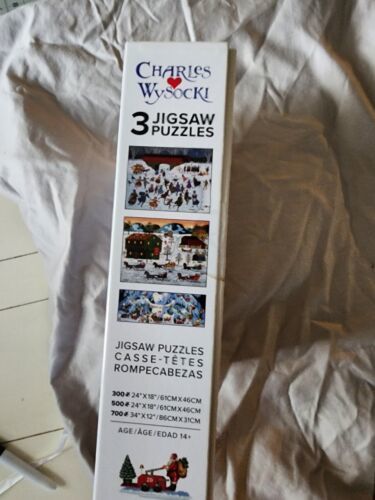 CHARLES
WYSOCKI
3 JIGSAW
PUZZLES
JIGSAW PUZZLES
CASSE-TÊTES
ROMPECABEZAS
300 24"X18"/61CMX46CM
500 24"X18"/61CMX46CM
700 34"X12"/86CMX31CM
AGE/ÂGE/EDAD 14+